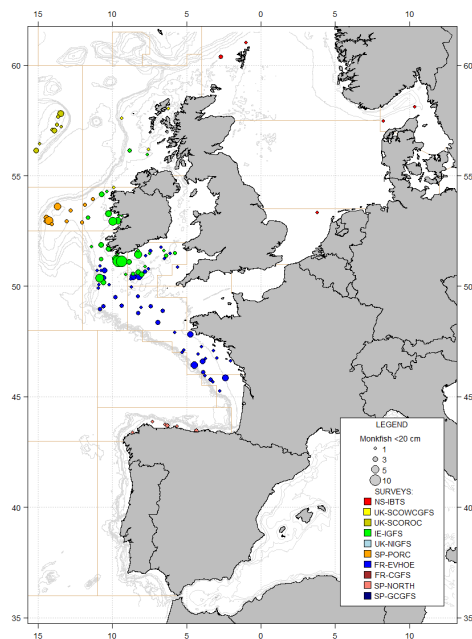 15 10 5 0 5 10
60 60
55 55
50 50
45 45
40 40
35 35
LEGEND
Monkfish <20 cm
1
3
5
10
SURVEYS:
NS-IBTS
UK-SCOWCGFS
UK-SCOROC
IE-IGFS
UK-NIGFS
SP-PORC
FR-EVHOE
FR-CGFS
SP-NORTH
SP-GCGFS
15 10 5 0 5 10